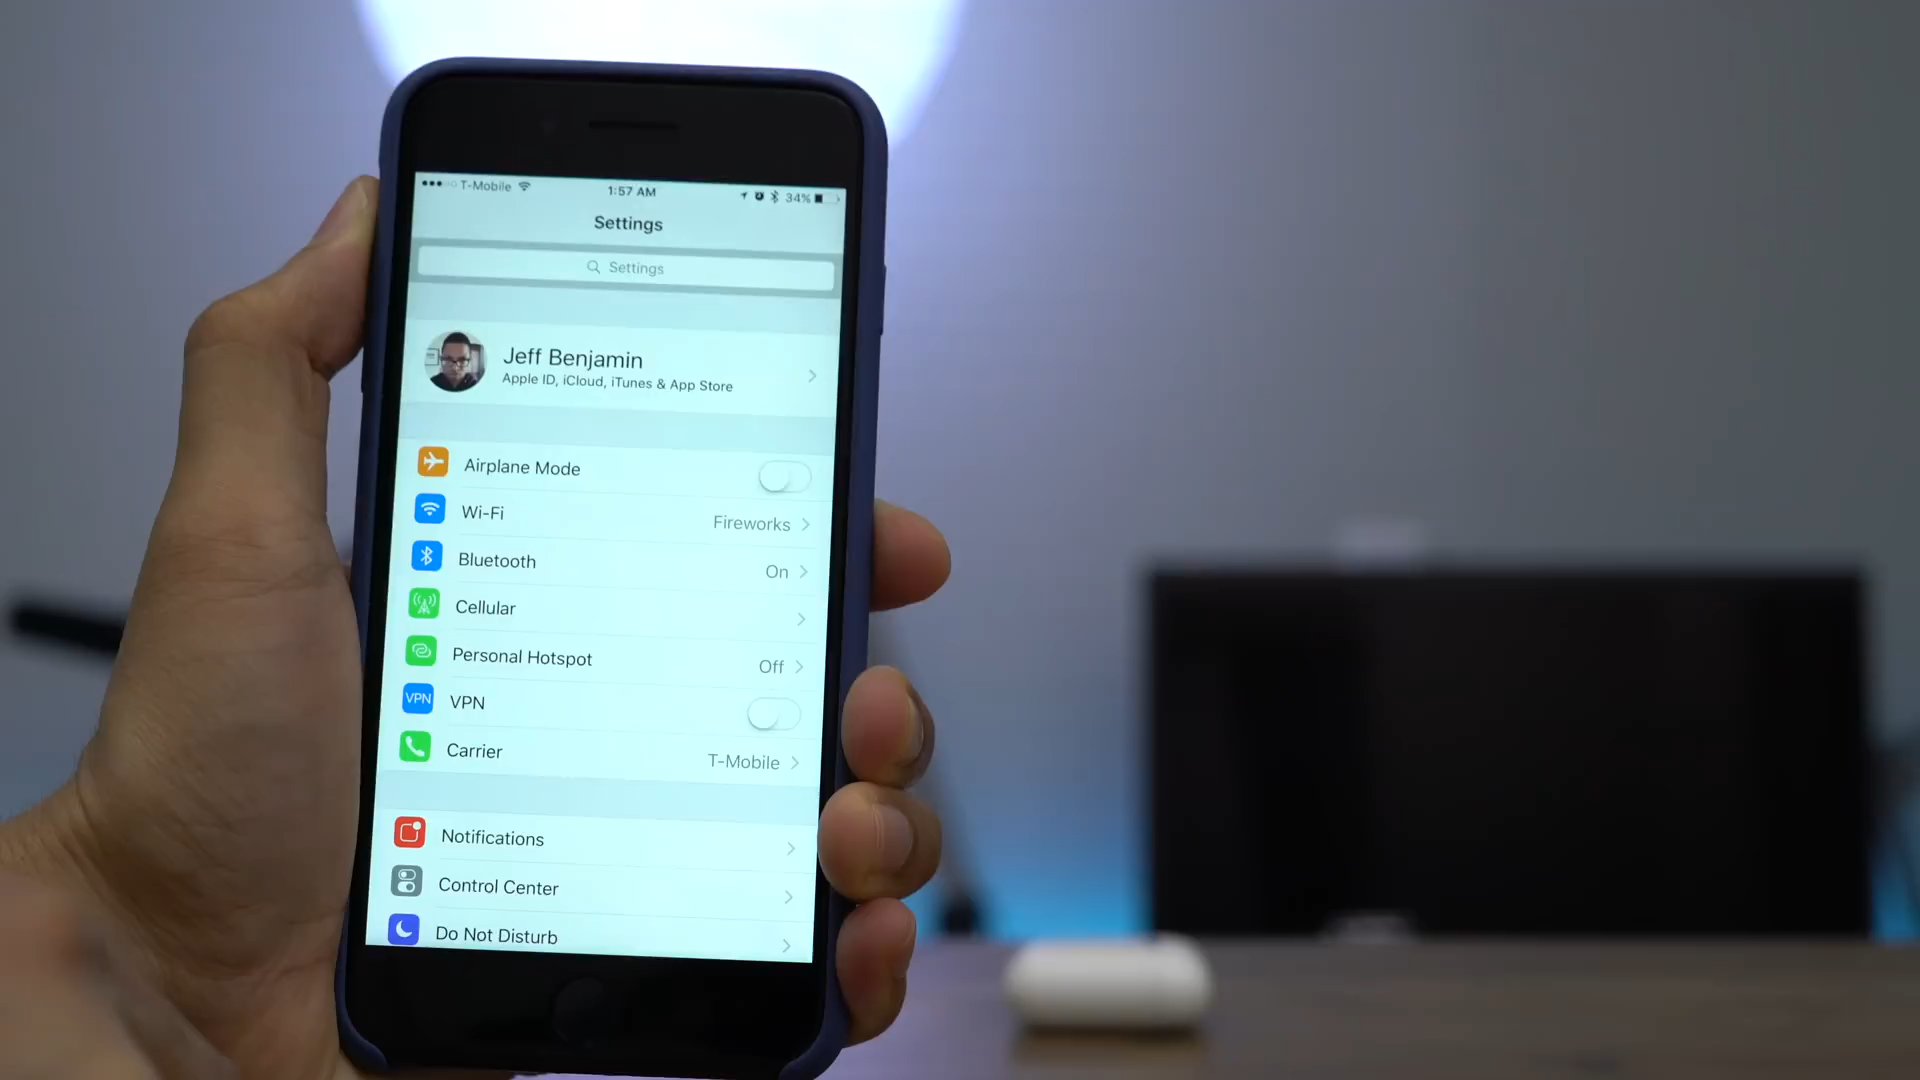 T-Mobile 1:57 AM 34%
Settings
Settings
Jeff Benjamin
Apple ID, iCloud, iTunes & App Store
Airplane Mode
Wi-Fi Fireworks
Bluetooth On
Cellular
Personal Hotspot Off
VPN VPN
Carrier T-Mobile
Notifications
Control Center
Do Not Disturb